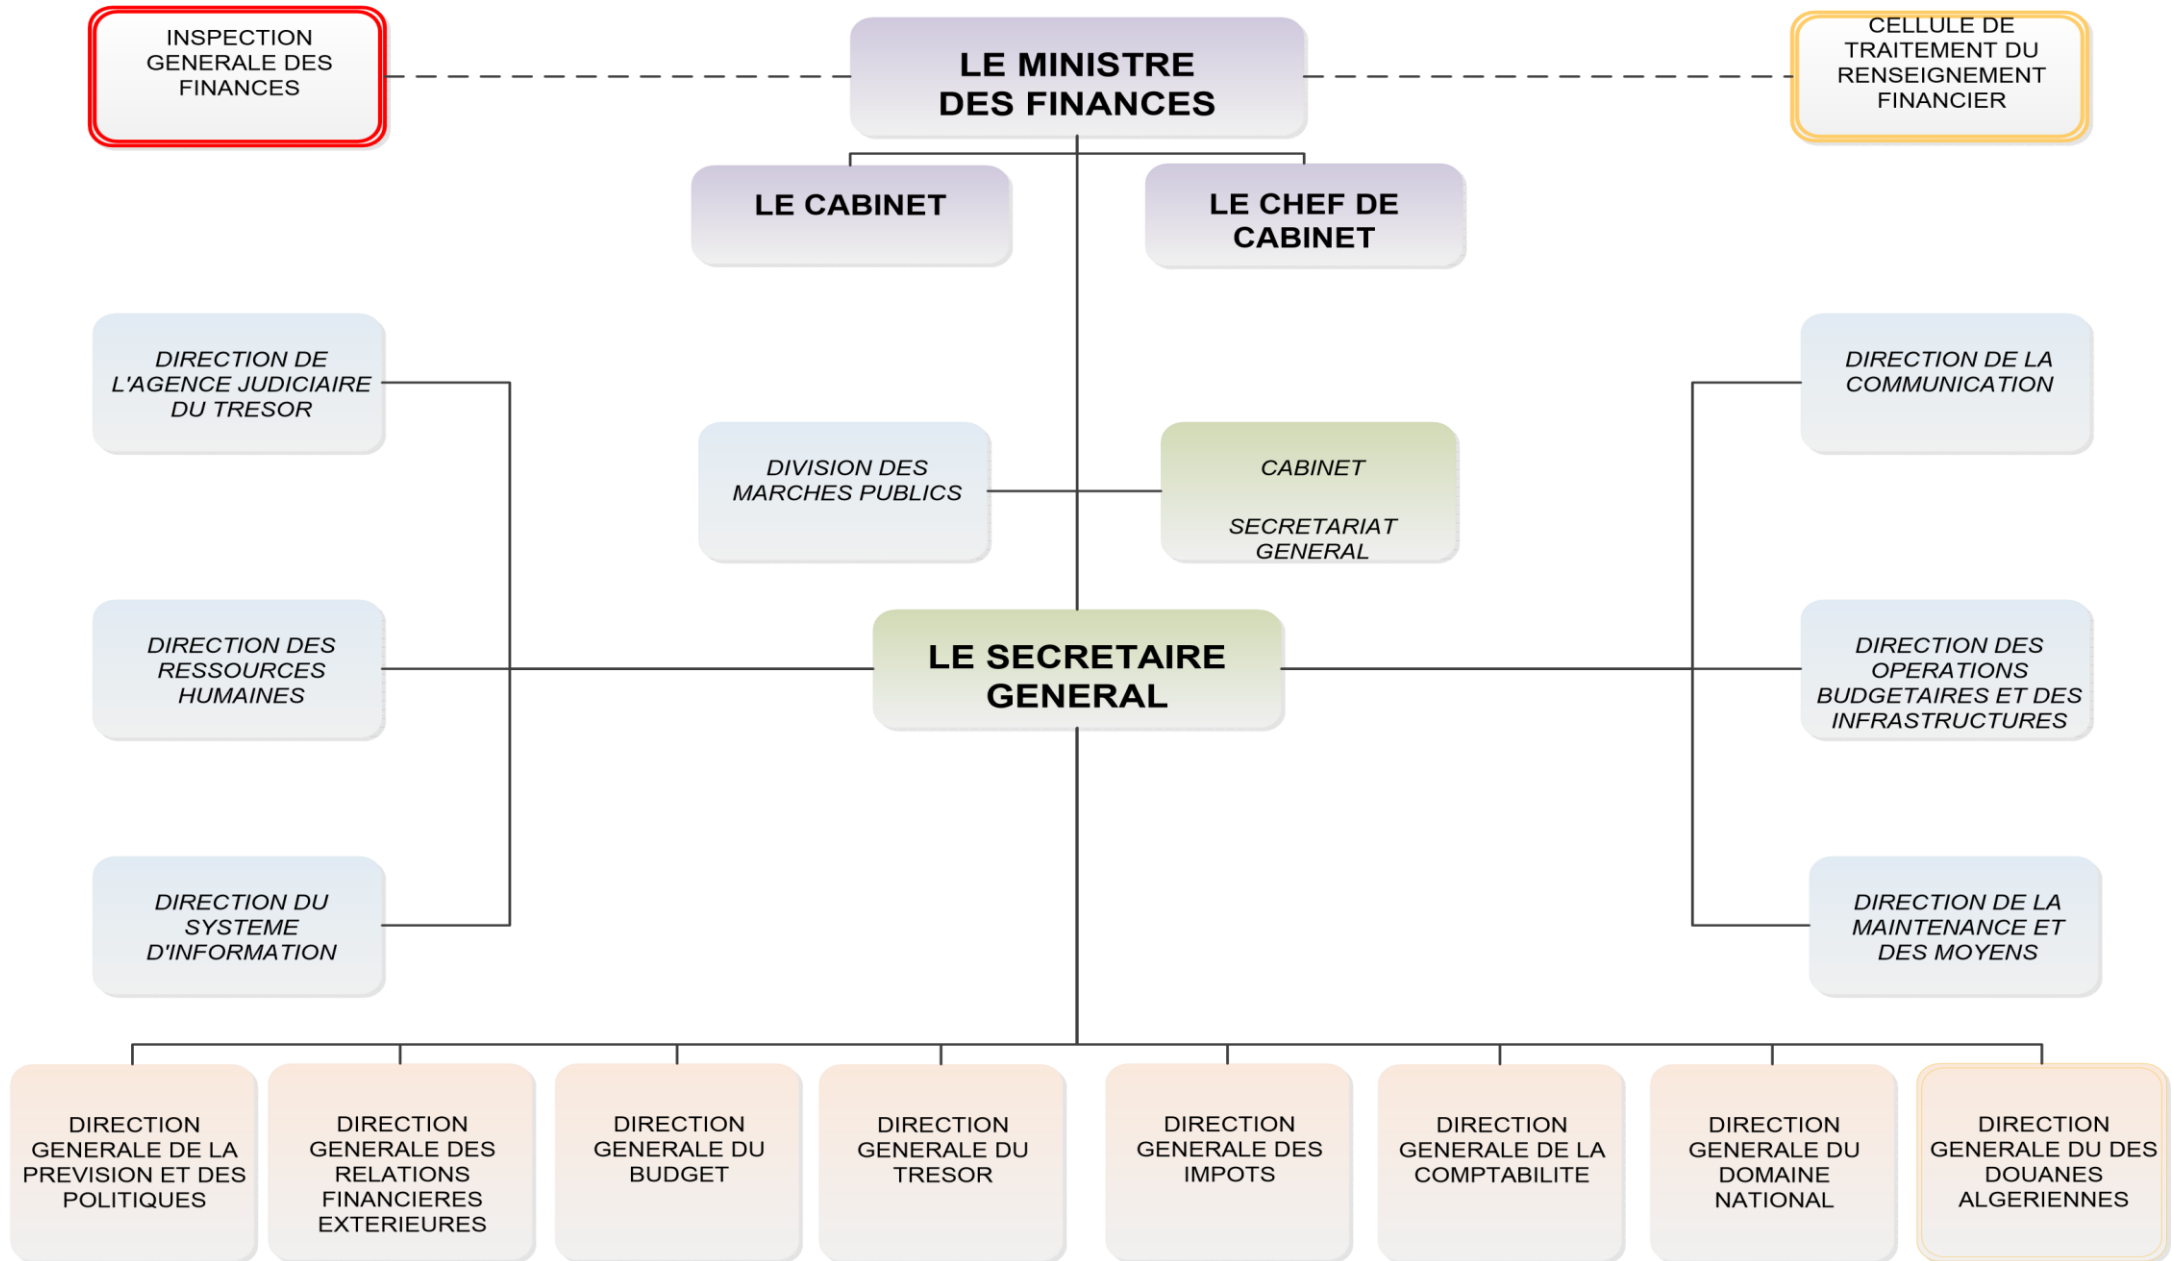 INSPECTION
GENERALE DES
FINANCES
LE MINISTRE
DES FINANCES
CELLULE DE
TRAITEMENT DU
RENSEIGNEMENT
FINANCIER
LE CABINET
LE CHEF DE
CABINET
DIRECTION DE
L'AGENCE JUDICIAIRE
DU TRESOR
DIRECTION DE LA
COMMUNICATION
DIVISION DES
MARCHES PUBLICS
CABINET
SECRETARIAT
GENERAL
DIRECTION DES
RESSOURCES
HUMAINES
LE SECRETAIRE
GENERAL
DIRECTION DES
OPERATIONS
BUDGETAIRES ET DES
INFRASTRUCTURES
DIRECTION DU
SYSTEME
D'INFORMATION
DIRECTION DE LA
MAINTENANCE ET
DES MOYENS
DIRECTION
GENERALE DE LA
PREVISION ET DES
POLITIQUES
DIRECTION
GENERALE DES
RELATIONS
FINANCIERES
EXTERIEURES
DIRECTION
GENERALE DU
BUDGET
DIRECTION
GENERALE DU
TRESOR
DIRECTION
GENERALE DES
IMPOTS
DIRECTION
GENERALE DE LA
COMPTABILITE
DIRECTION
GENERALE DU
DOMAINE
NATIONAL
DIRECTION
GENERALE DU DES
DOUANES
ALGERIENNES